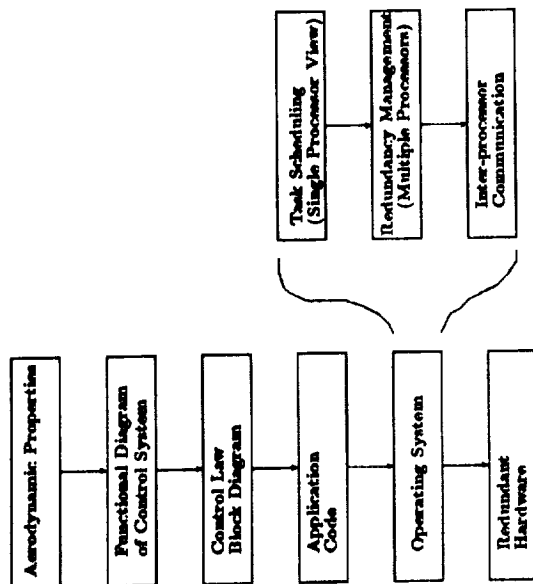 Aerodynamic Properties
Functional Diagram
of Control System
Control Law
Block Diagram
Application
Code
Operating System
Redundant
Hardware
Task Scheduling
(Single Processor View)
Redundancy Management
(Multiple Processors)
Inter-processor
Communication